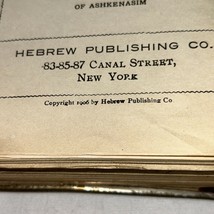 OF ASHKENASIM
HEBREW PUBLISHING CO.
83-85-87 CANAL STREET,
NEW YORK
Copyright 1906 by Hebrew Publishing Co